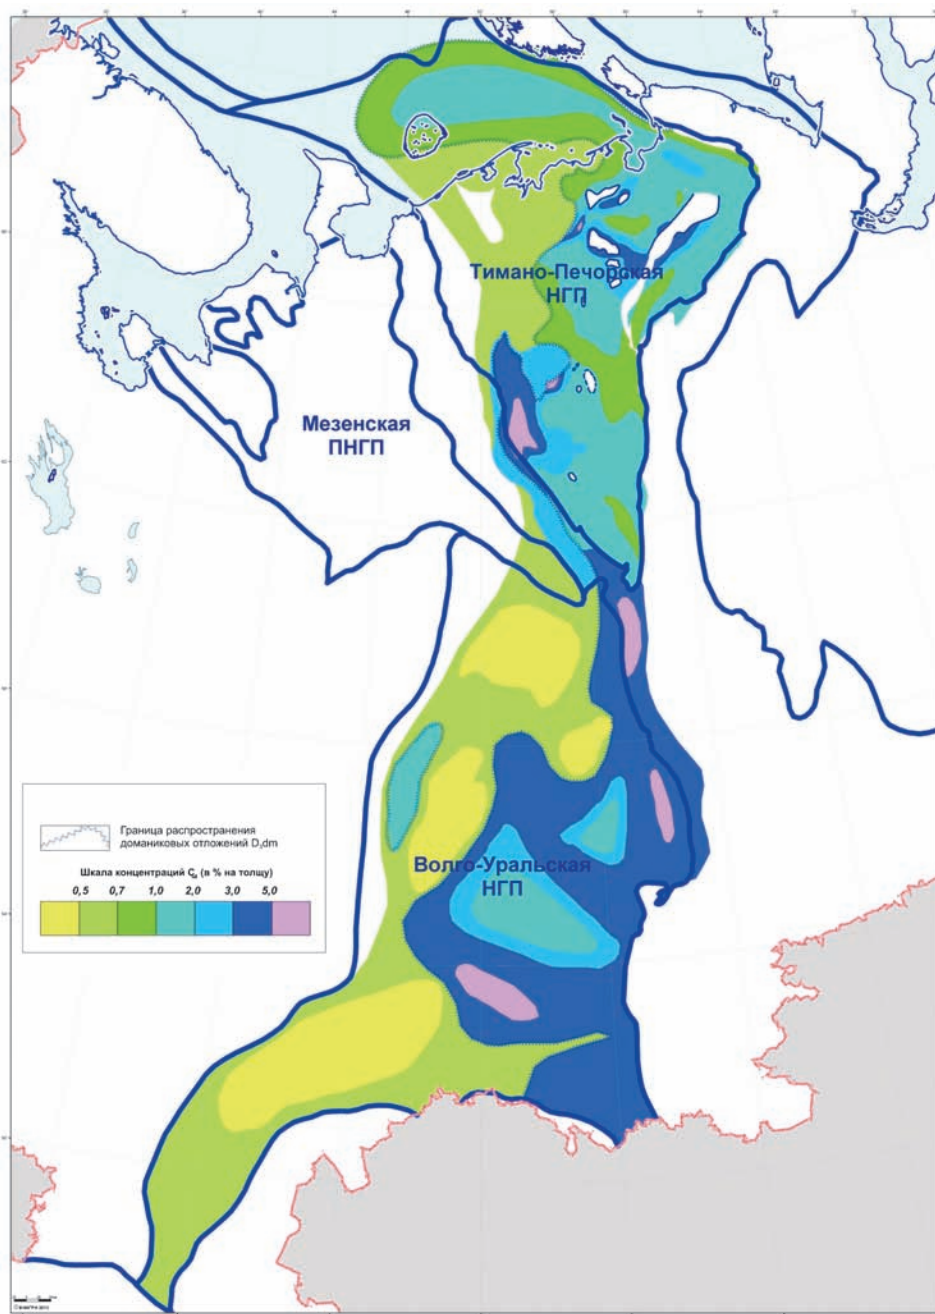 Тимано-Печорская
НГП
Мезенская
ПНГП
Волго-Уральская
НГП
Граница распространения
доманиковых отложений D₃dm
Шкала концентраций (в % на толщу)
0,5 0,7 1,0 2,0 3,0 5,0